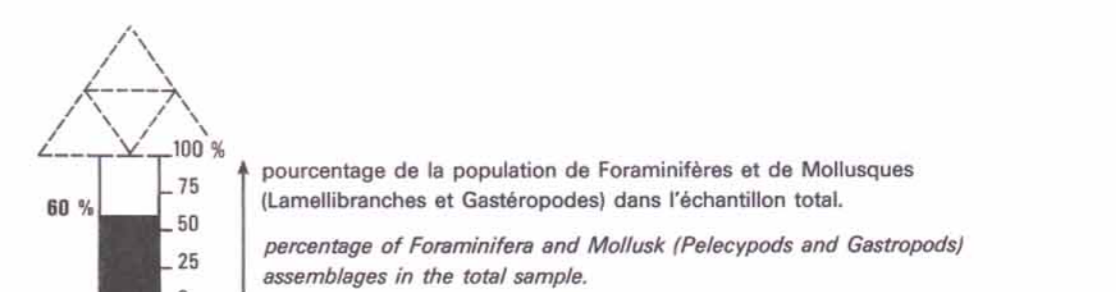 100 %
75
60 %
50
25
pourcentage de la population de Foraminifères et de Mollusques
(Lamellibranches et Gastéropodes) dans l'échantillon total.
percentage of Foraminifera and Mollusk (Pelecypods and Gastropods)
assemblages in the total sample.